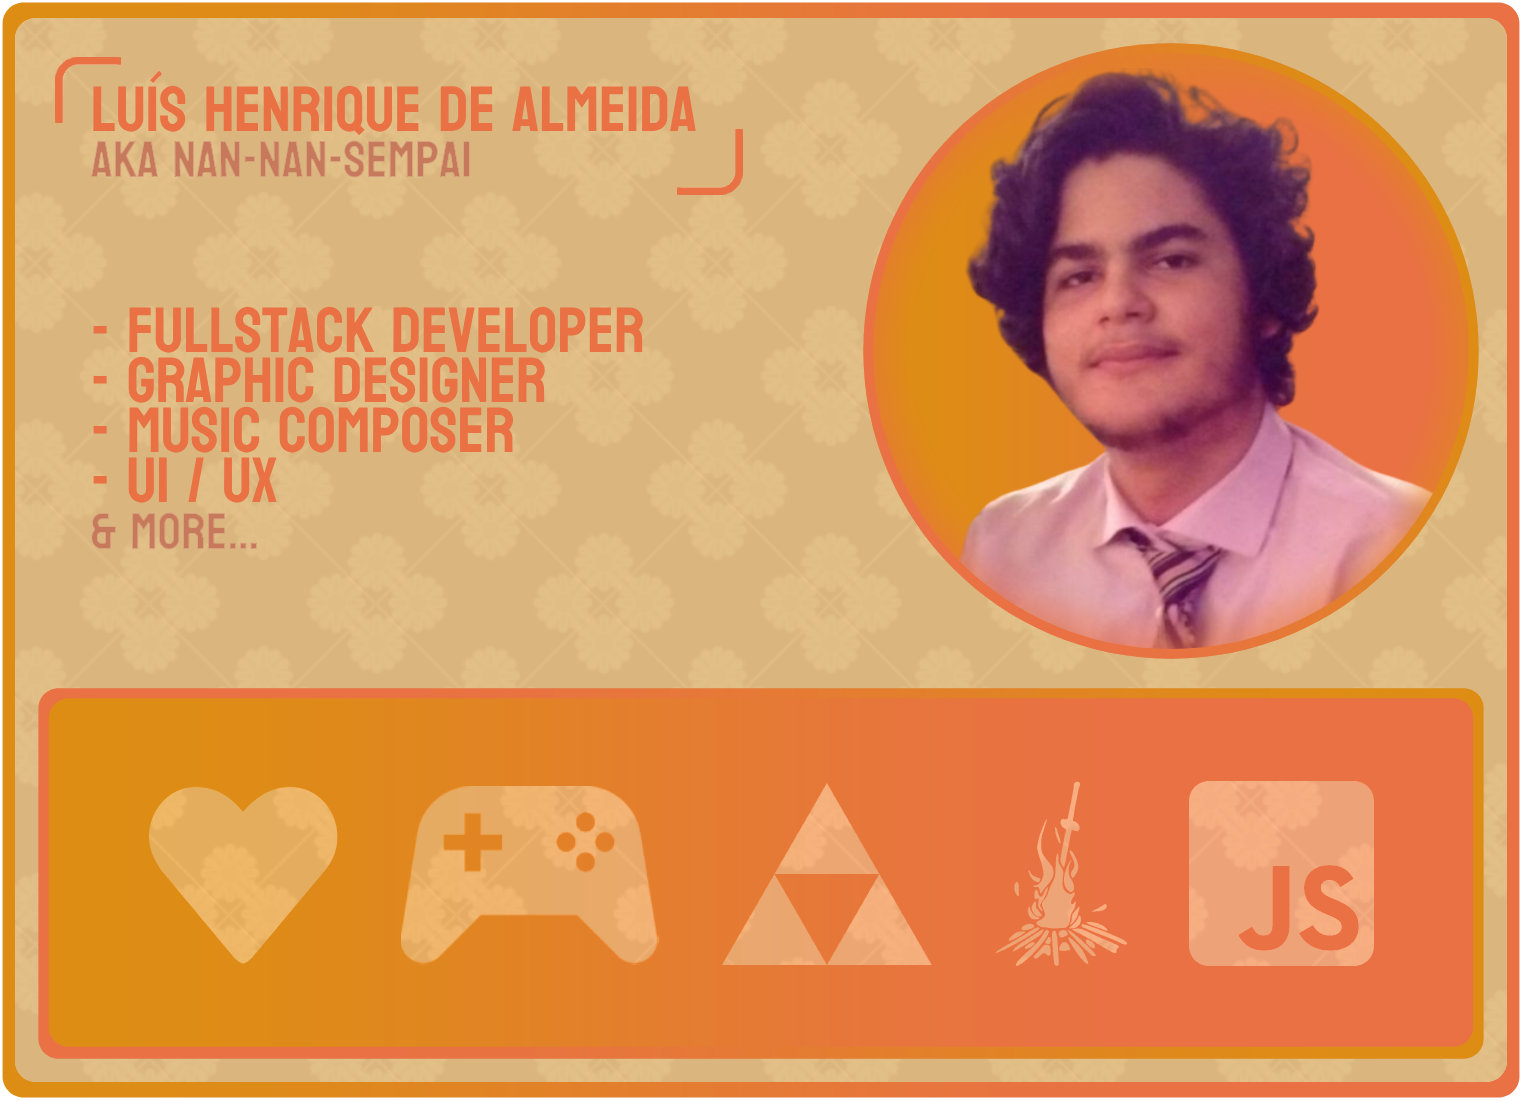 LUÍS HENRIQUE DE ALMEIDA
AKA NAN-NAN-SEMPAI
- FULLSTACK DEVELOPER
- GRAPHIC DESIGNER
- MUSIC COMPOSER
- UI / UX
& MORE...
JS